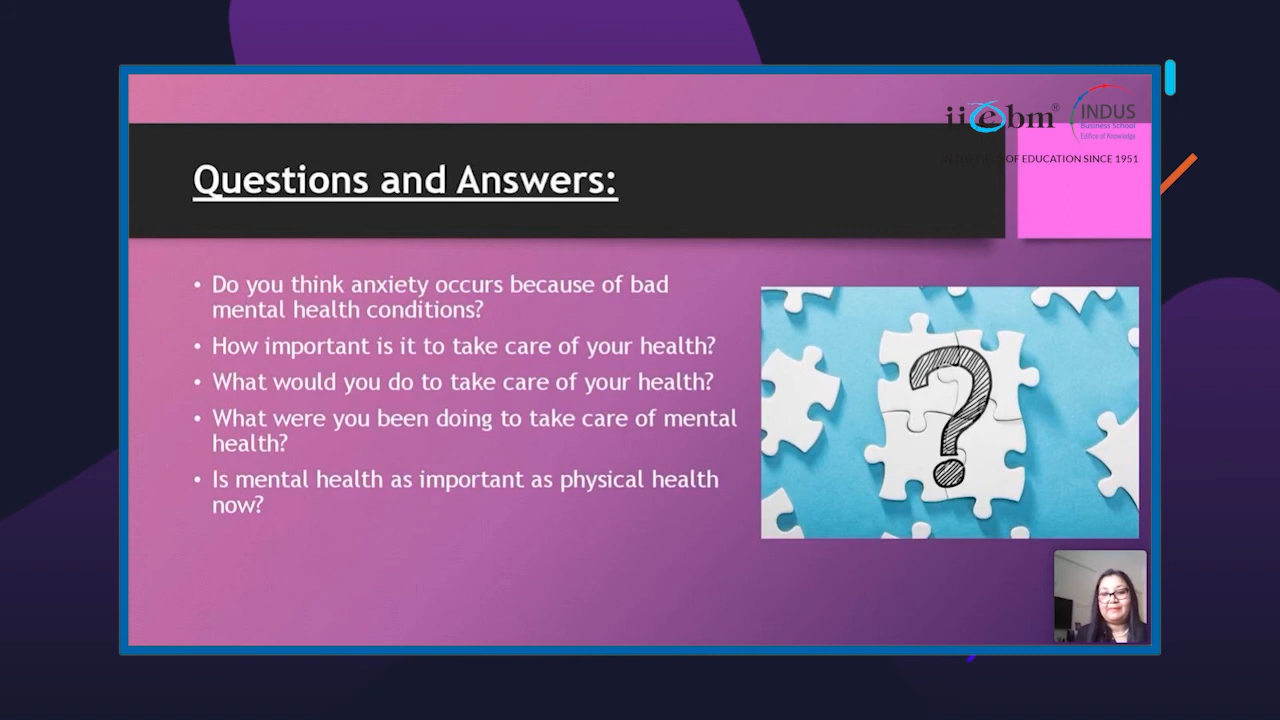 iiebm®
INDUS
Business School
Edifice of Knowledge
OF EDUCATION SINCE 1951
Questions and Answers:
• Do you think anxiety occurs because of bad
mental health conditions?
• How important is it to take care of your health?
• What would you do to take care of your health?
• What were you been doing to take care of mental
health?
• Is mental health as important as physical health
now?
?